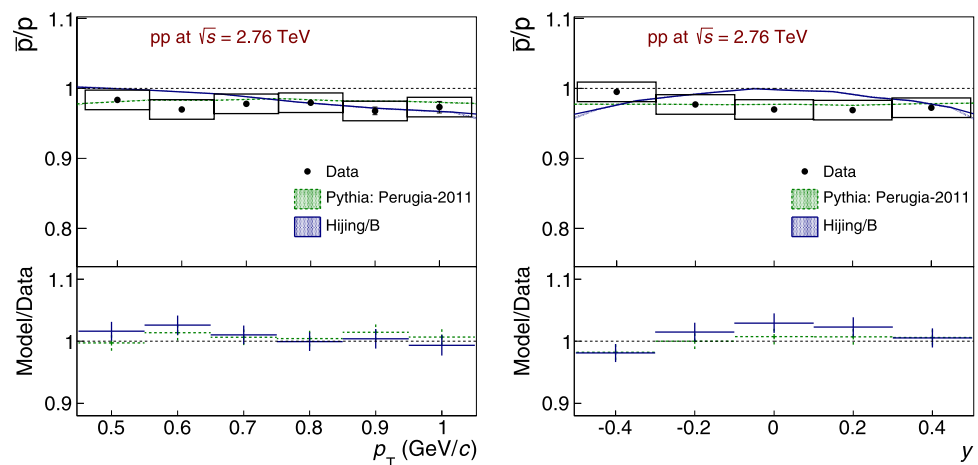 p̅/p
pp at √s = 2.76 TeV
1.1
1
0.9
0.8
Data
Pythia: Perugia-2011
Hijing/B
Model/Data
1.1
1
0.9
0.5 0.6 0.7 0.8 0.9 1
p_T (GeV/c)
p̅/p
pp at √s = 2.76 TeV
1.1
1
0.9
0.8
Data
Pythia: Perugia-2011
Hijing/B
Model/Data
1.1
1
0.9
-0.4 -0.2 0 0.2 0.4
y